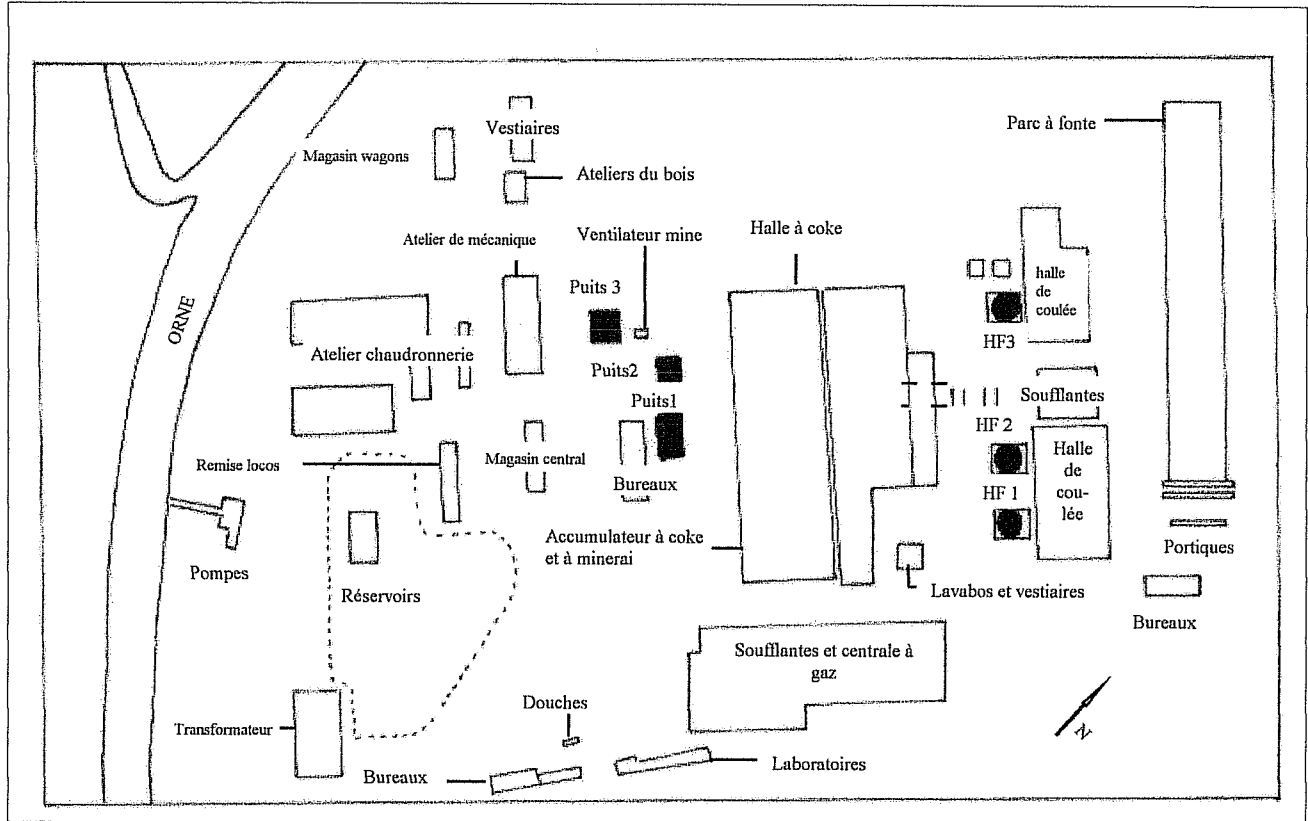 Vestiaires
Magasin wagons
Ateliers du bois
Parc à fonte
Atelier de mécanique
Ventilateur mine
Halle à coke
Puits 3
halle
de
coulée
ORNE
HF3
Atelier chaudronnerie
Puits2
Puits1
Soufflantes
HF 2
Remise locos
Magasin central
Bureaux
Halle
de
cou-
lée
HF 1
Accumulateur à coke
et à minerai
Portiques
Pompes
Réservoirs
Lavabos et vestiaires
Bureaux
Soufflantes et centrale à
gaz
Douches
Transformateur
N
Bureaux
Laboratoires